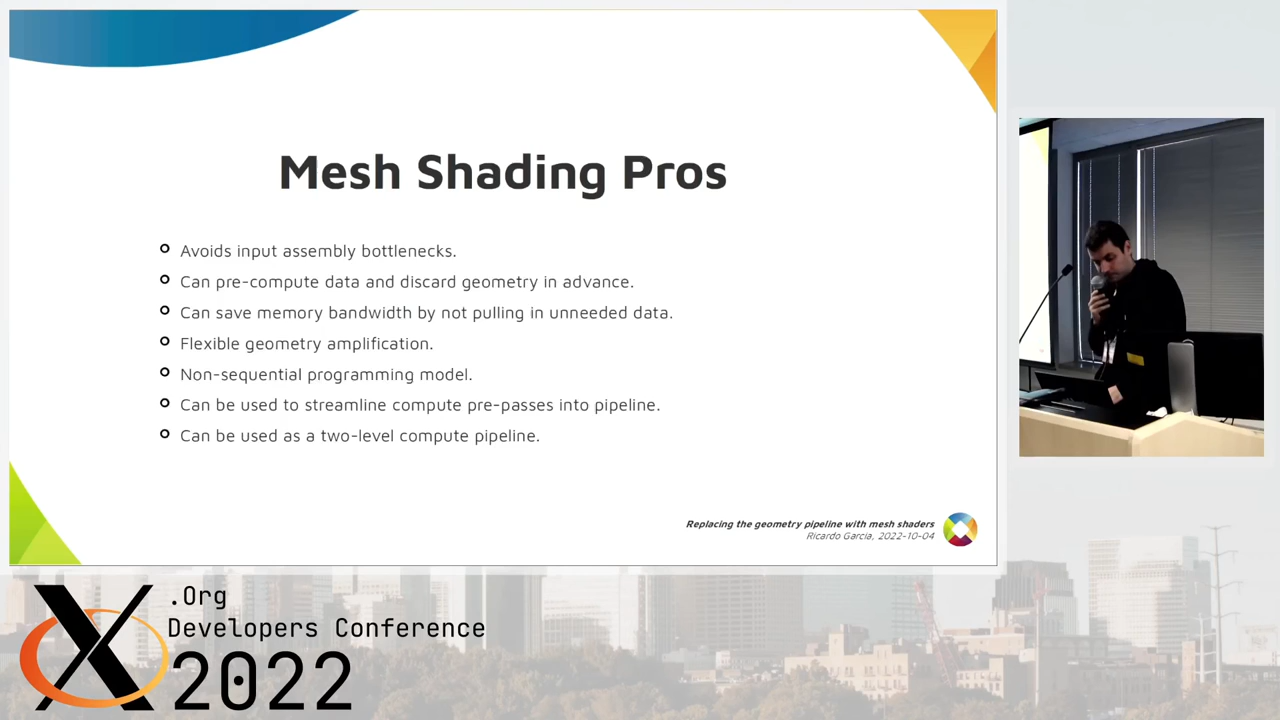 Mesh Shading Pros
Avoids input assembly bottlenecks.
Can pre-compute data and discard geometry in advance.
Can save memory bandwidth by not pulling in unneeded data.
Flexible geometry amplification.
Non-sequential programming model.
Can be used to streamline compute pre-passes into pipeline.
Can be used as a two-level compute pipeline.
Replacing the geometry pipeline with mesh shaders
Ricardo Garcia, 2022-10-04
X.Org
Developers Conference
2022